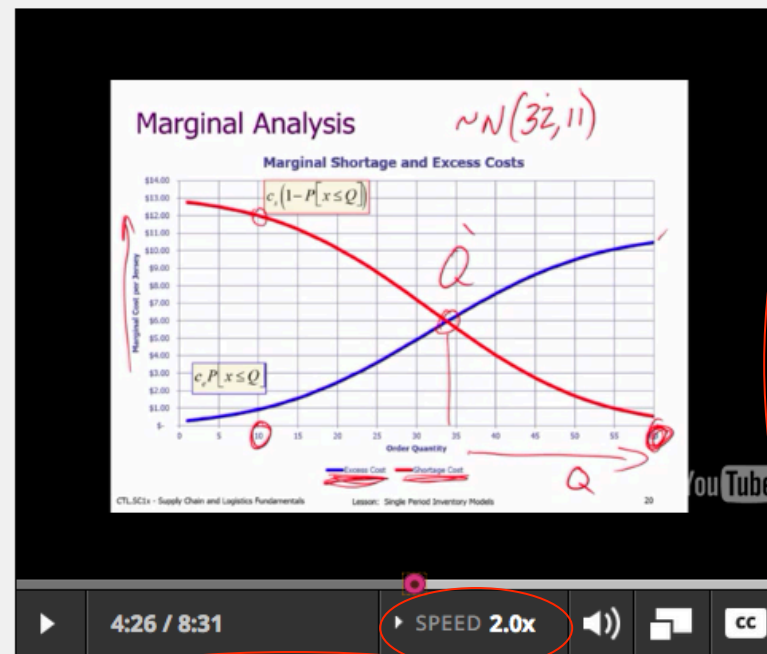 Marginal Analysis
~N(32,11)
Marginal Shortage and Excess Costs
$14.00
$13.00
$12.00
$11.00
$10.00
$9.00
$8.00
$7.00
$6.00
$5.00
$4.00
$3.00
$2.00
$1.00
$-
Marginal Cost per Jersey
cₛ(1-P[x≤Q])
Q
cₑP[x≤Q]
0 5 10 15 20 25 30 35 40 45 50 55
Order Quantity
Excess Cost Shortage Cost
Q
CTL.SC1x - Supply Chain and Logistics Fundamentals Lesson: Single Period Inventory Models 20
YouTube
4:26 / 8:31 SPEED 2.0x CC